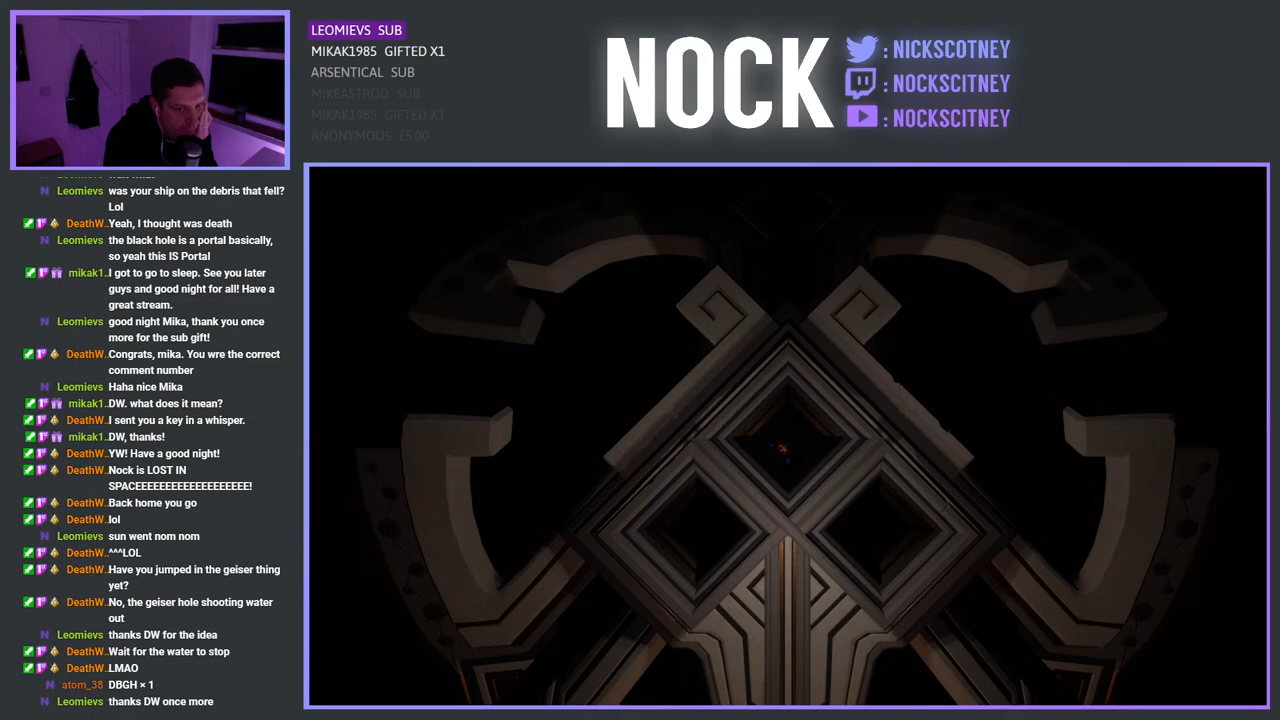 LEOMIEVS SUB
MIKAK1985 GIFTED X1
ARSENTICAL SUB
MIKEASTROD SUB
MIKAK1985 GIFTED X1
ANONYMOUS £5.00
NOCK
: NICKSCOTNEY
: NOCKSCITNEY
: NOCKSCITNEY
Leomievs was your ship on the debris that fell?
Lol
DeathW.. Yeah, I thought was death
Leomievs the black hole is a portal basically,
so yeah this IS Portal
mikak1.. I got to go to sleep. See you later
guys and good night for all! Have a
great stream.
Leomievs good night Mika, thank you once
more for the sub gift!
DeathW.. Congrats, mika. You wre the correct
comment number
Leomievs Haha nice Mika
mikak1.. DW. what does it mean?
DeathW.. I sent you a key in a whisper.
mikak1.. DW, thanks!
DeathW.. YW! Have a good night!
DeathW.. Nock is LOST IN
SPACEEEEEEEEEEEEEEEEEEE!
DeathW.. Back home you go
DeathW.. lol
Leomievs sun went nom nom
DeathW.. ^^^LOL
DeathW.. Have you jumped in the geiser thing
yet?
DeathW.. No, the geiser hole shooting water
out
Leomievs thanks DW for the idea
DeathW.. Wait for the water to stop
DeathW.. LMAO
atom_38 DBGH × 1
Leomievs thanks DW once more